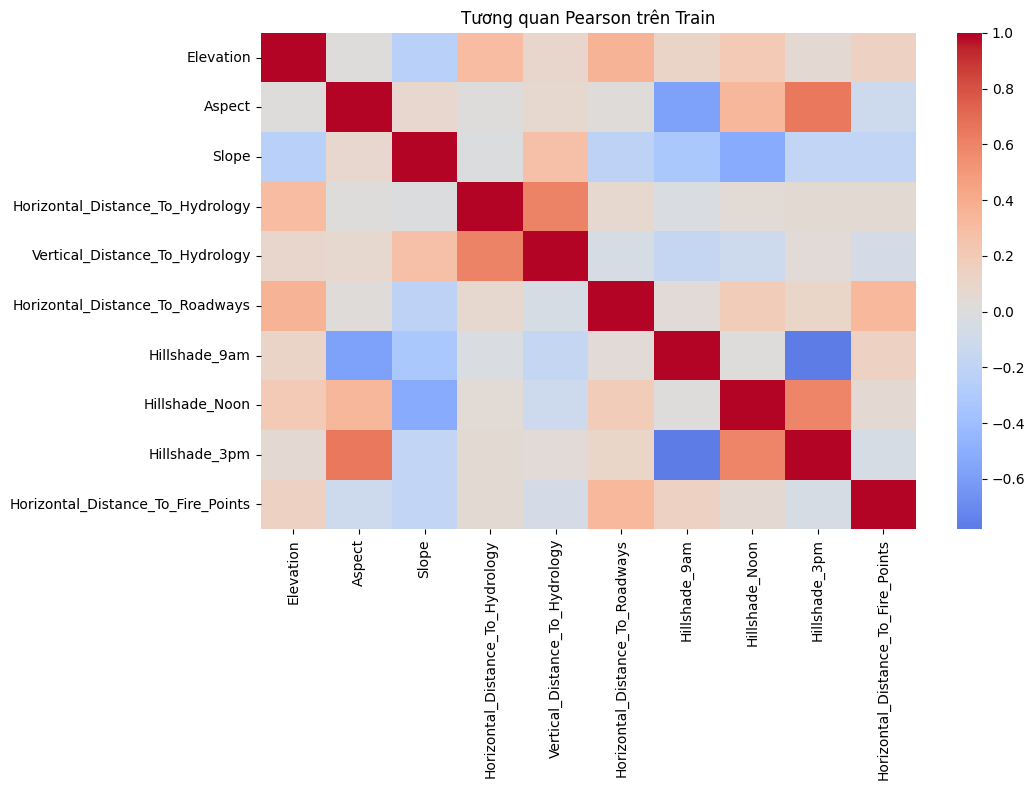 Tương quan Pearson trên Train
Elevation
Aspect
Slope
Horizontal_Distance_To_Hydrology
Vertical_Distance_To_Hydrology
Horizontal_Distance_To_Roadways
Hillshade_9am
Hillshade_Noon
Hillshade_3pm
Horizontal_Distance_To_Fire_Points
Elevation
Aspect
Slope
Horizontal_Distance_To_Hydrology
Vertical_Distance_To_Hydrology
Horizontal_Distance_To_Roadways
Hillshade_9am
Hillshade_Noon
Hillshade_3pm
Horizontal_Distance_To_Fire_Points
1.0
0.8
0.6
0.4
0.2
0.0
−0.2
−0.4
−0.6